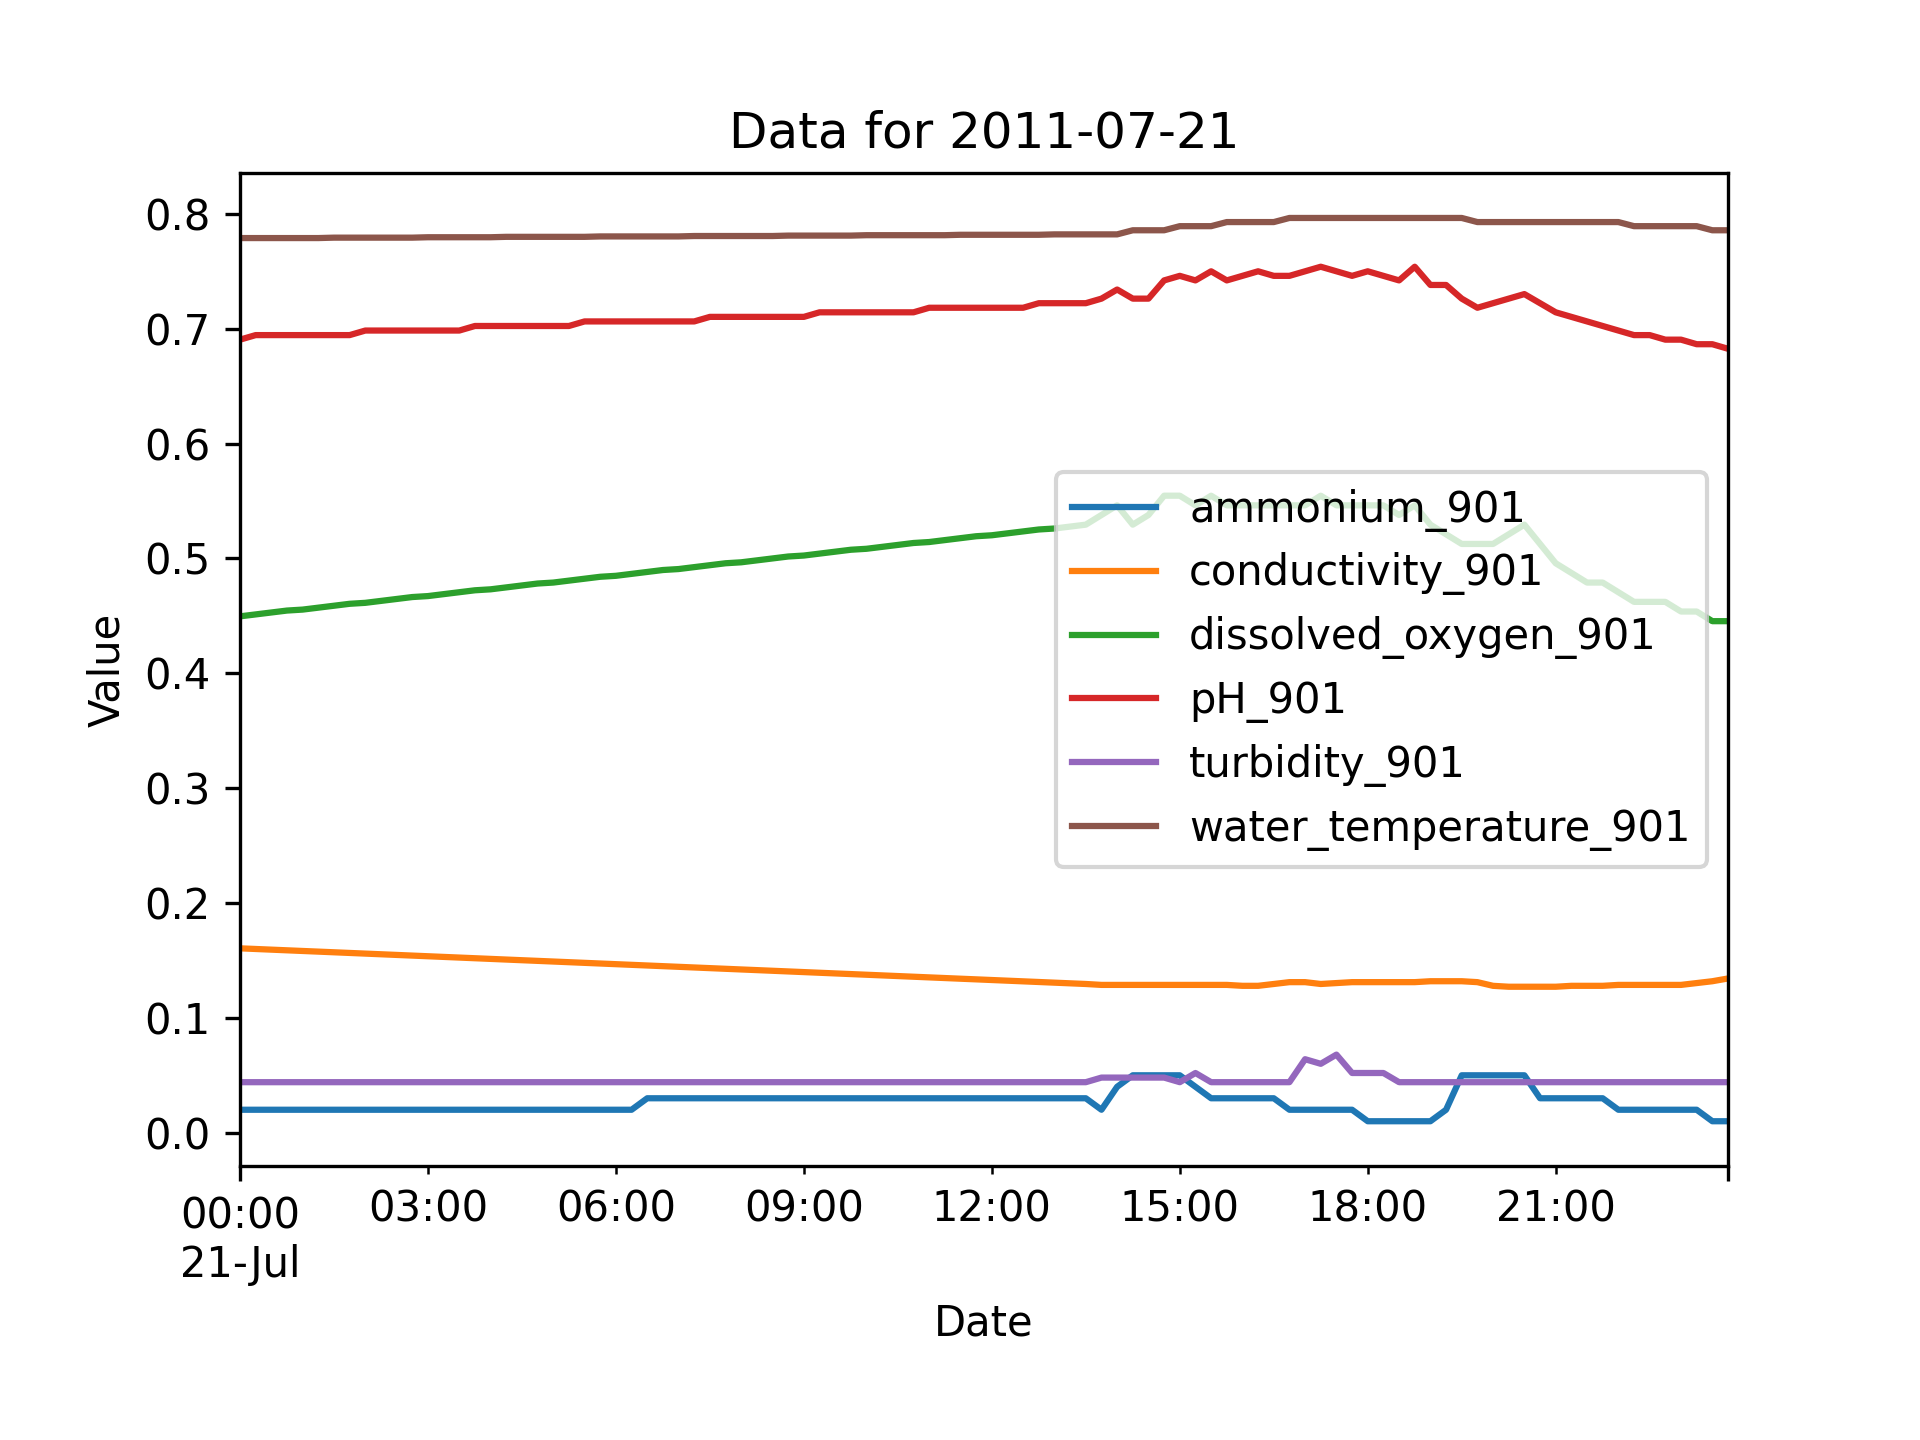 Data for 2011-07-21
Value
0.8
0.7
0.6
0.5
0.4
0.3
0.2
0.1
0.0
ammonium_901
conductivity_901
dissolved_oxygen_901
pH_901
turbidity_901
water_temperature_901
00:00 03:00 06:00 09:00 12:00 15:00 18:00 21:00
21-Jul
Date